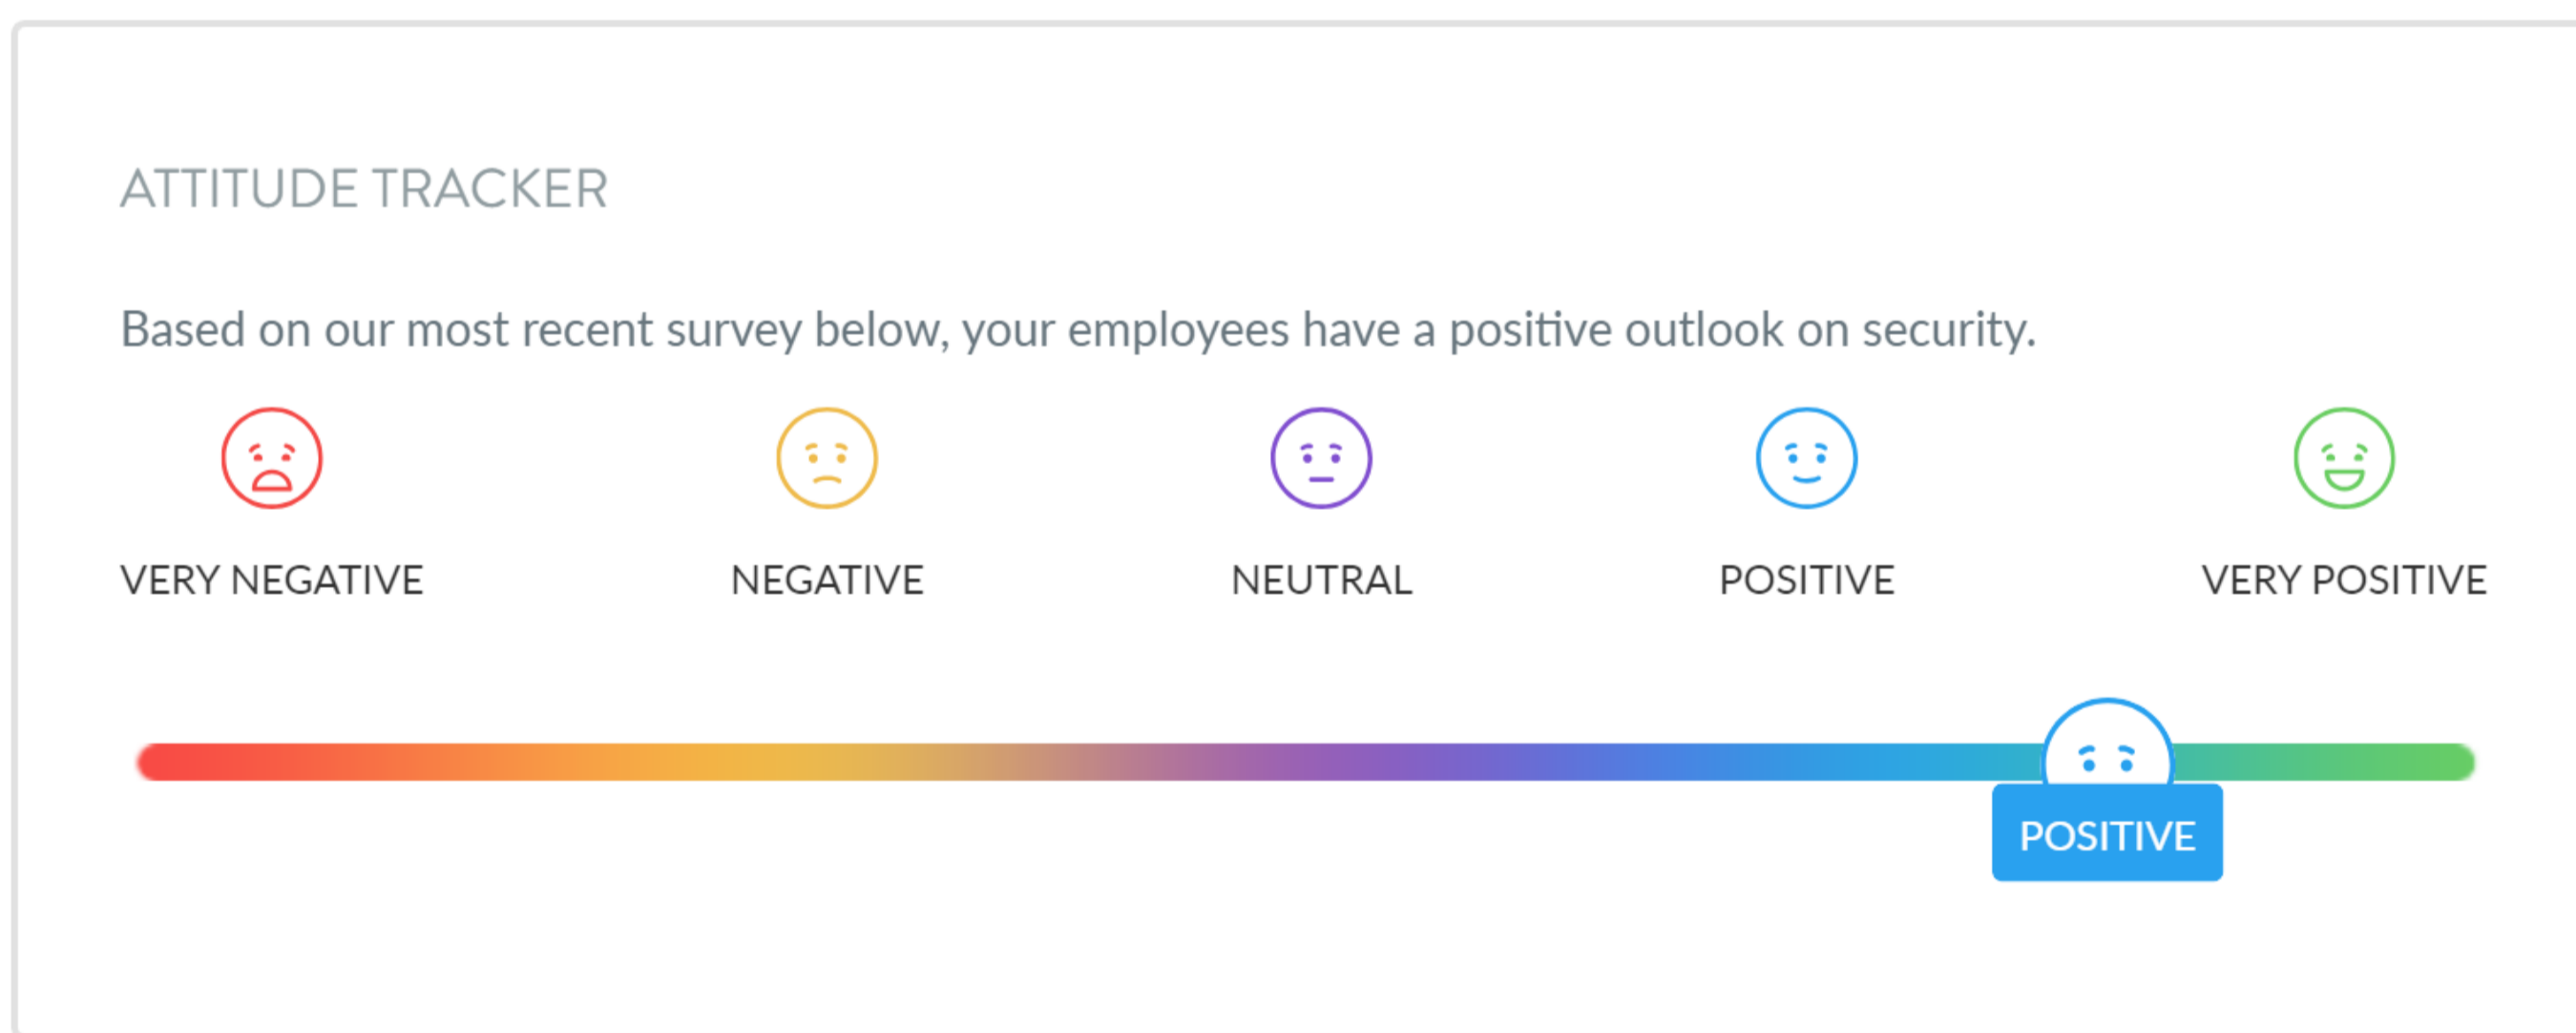 ATTITUDE TRACKER
Based on our most recent survey below, your employees have a positive outlook on security.
VERY NEGATIVE NEGATIVE NEUTRAL POSITIVE VERY POSITIVE
POSITIVE